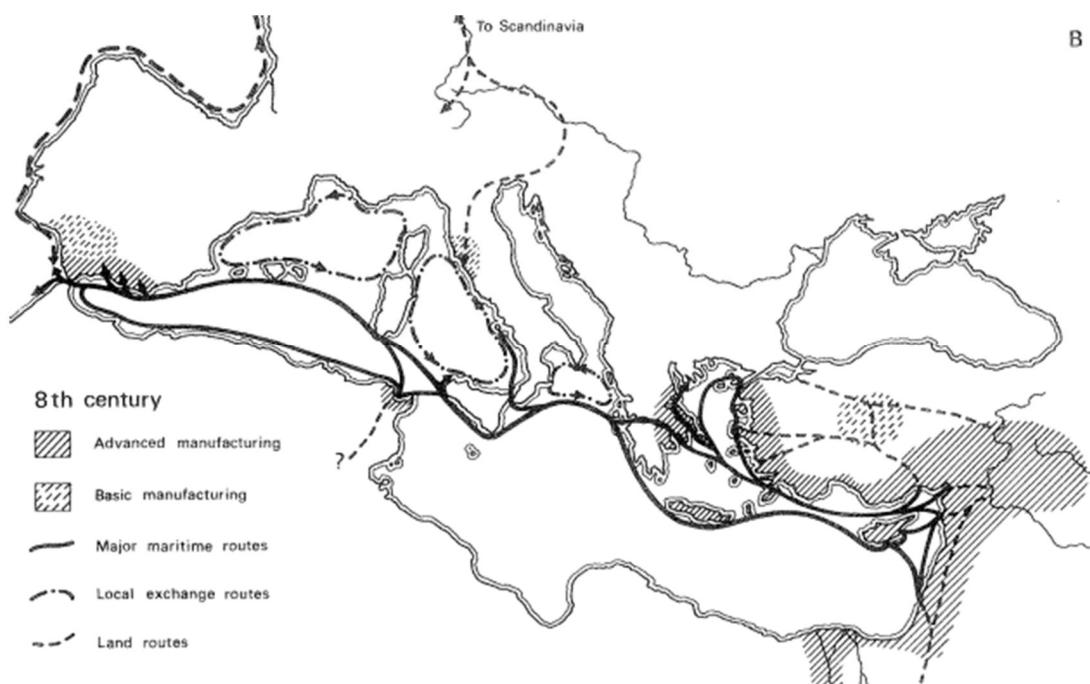 To Scandinavia
B
8th century
Advanced manufacturing
?
Basic manufacturing
Major maritime routes
Local exchange routes
Land routes